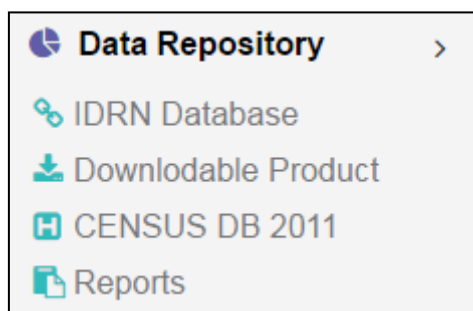 Data Repository
IDRN Database
Downlodable Product
CENSUS DB 2011
Reports